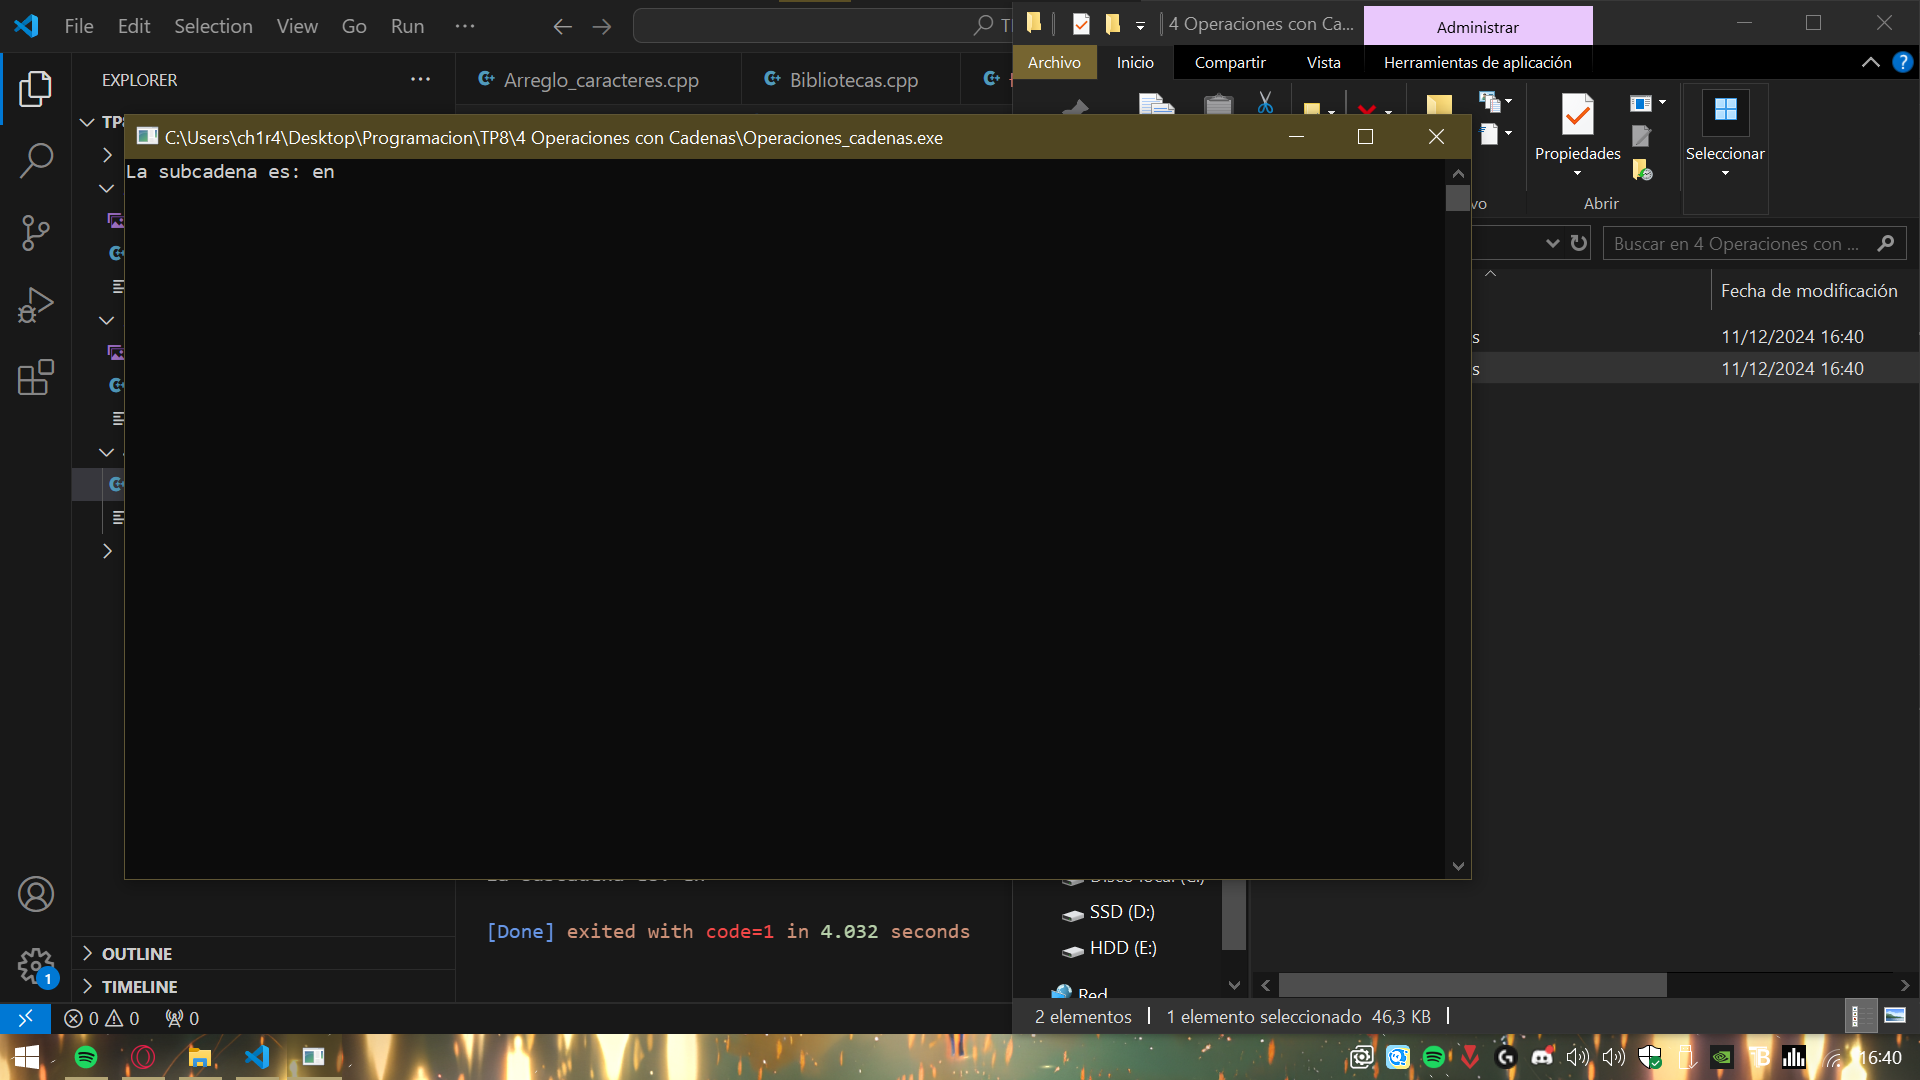 File Edit Selection View Go Run ···
4 Operaciones con Ca... Administrar
Archivo Inicio Compartir Vista Herramientas de aplicación
EXPLORER ···
Arreglo_caracteres.cpp Bibliotecas.cpp
C:\Users\ch1r4\Desktop\Programacion\TP8\4 Operaciones con Cadenas\Operaciones_cadenas.exe
La subcadena es: en
Propiedades
Seleccionar
Abrir
Buscar en 4 Operaciones con ...
Fecha de modificación
s 11/12/2024 16:40
s 11/12/2024 16:40
[Done] exited with code=1 in 4.032 seconds
SSD (D:)
HDD (E:)
Red
OUTLINE
TIMELINE
1
0 0 0
2 elementos 1 elemento seleccionado 46,3 KB
16:40